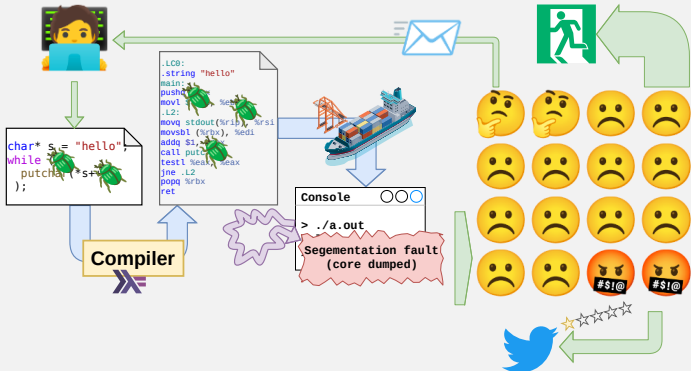 .LC0:
.string "hello"
main:
pushq
movl %e
.L2:
movq stdout(%rip), %rsi
movsbl (%rbx), %edi
addq $1,
call putc
testl %eax, %eax
jne .L2
popq %rbx
ret
char* s = "hello";
while
putchar(*s+
);
Compiler
Console
> ./a.out
Segementation fault
(core dumped)
#$!@
#$!@